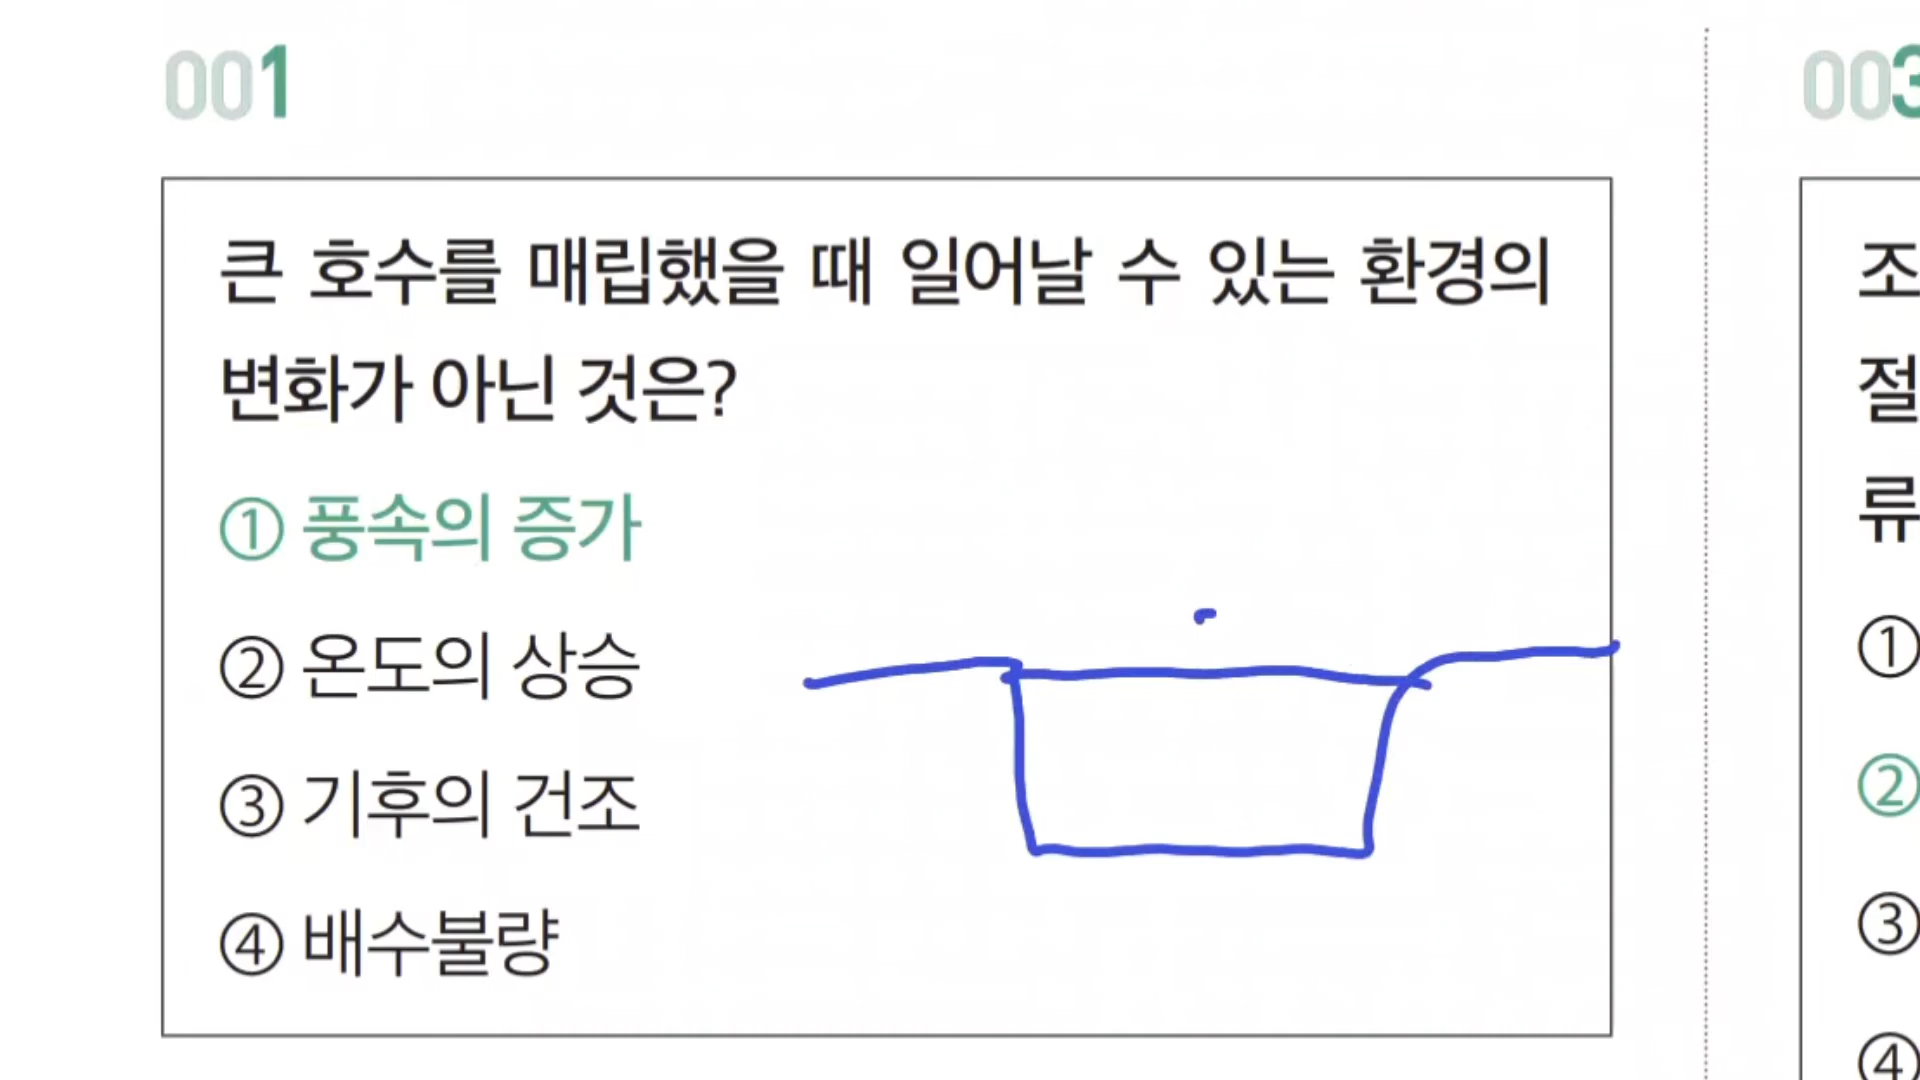 001
큰 호수를 매립했을 때 일어날 수 있는 환경의
변화가 아닌 것은?
① 풍속의 증가
② 온도의 상승
③ 기후의 건조
④ 배수불량
003
조
절
류
①
②
③
④